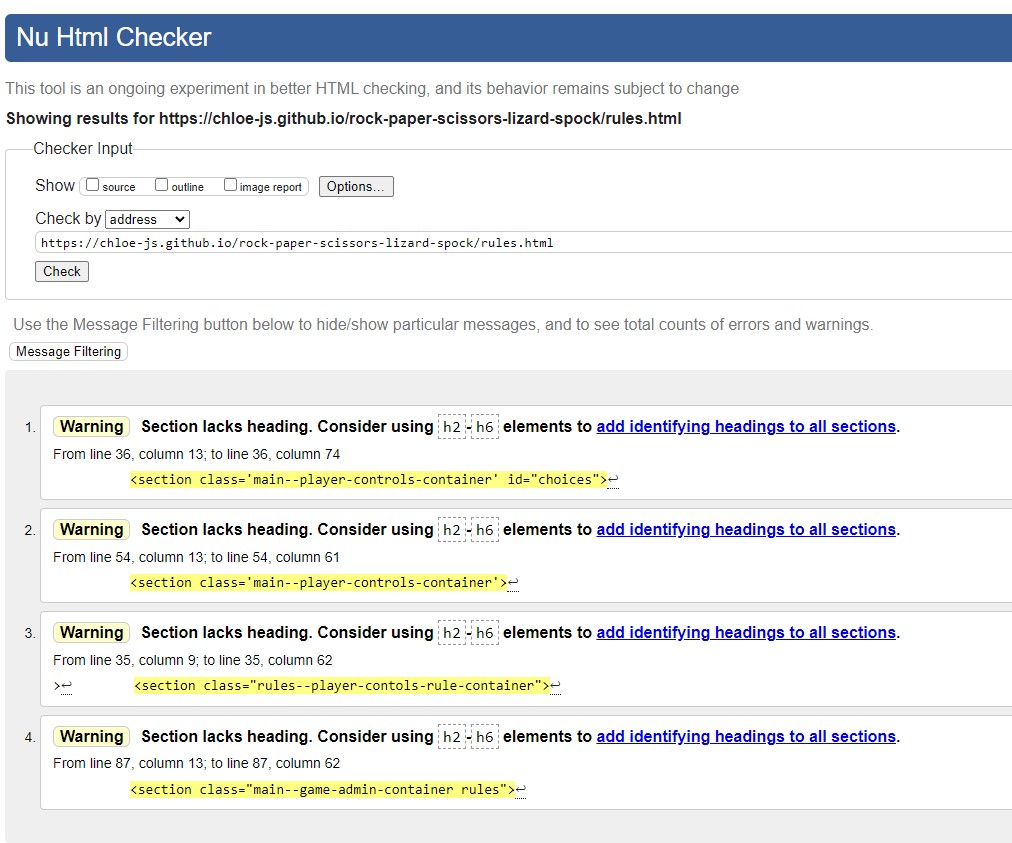 Nu Html Checker
This tool is an ongoing experiment in better HTML checking, and its behavior remains subject to change
Showing results for https://chloe-js.github.io/rock-paper-scissors-lizard-spock/rules.html
Checker Input
Show source outline image report Options...
Check by address
https://chloe-js.github.io/rock-paper-scissors-lizard-spock/rules.html
Check
Use the Message Filtering button below to hide/show particular messages, and to see total counts of errors and warnings.
Message Filtering
1. Warning Section lacks heading. Consider using h2-h6 elements to add identifying headings to all sections.
From line 36, column 13; to line 36, column 74
<section class='main--player-controls-container' id="choices">↩
2. Warning Section lacks heading. Consider using h2-h6 elements to add identifying headings to all sections.
From line 54, column 13; to line 54, column 61
<section class='main--player-controls-container'>↩
3. Warning Section lacks heading. Consider using h2-h6 elements to add identifying headings to all sections.
From line 35, column 9; to line 35, column 62
>↩ <section class="rules--player-contols-rule-container">↩
4. Warning Section lacks heading. Consider using h2-h6 elements to add identifying headings to all sections.
From line 87, column 13; to line 87, column 62
<section class="main--game-admin-container rules">↩